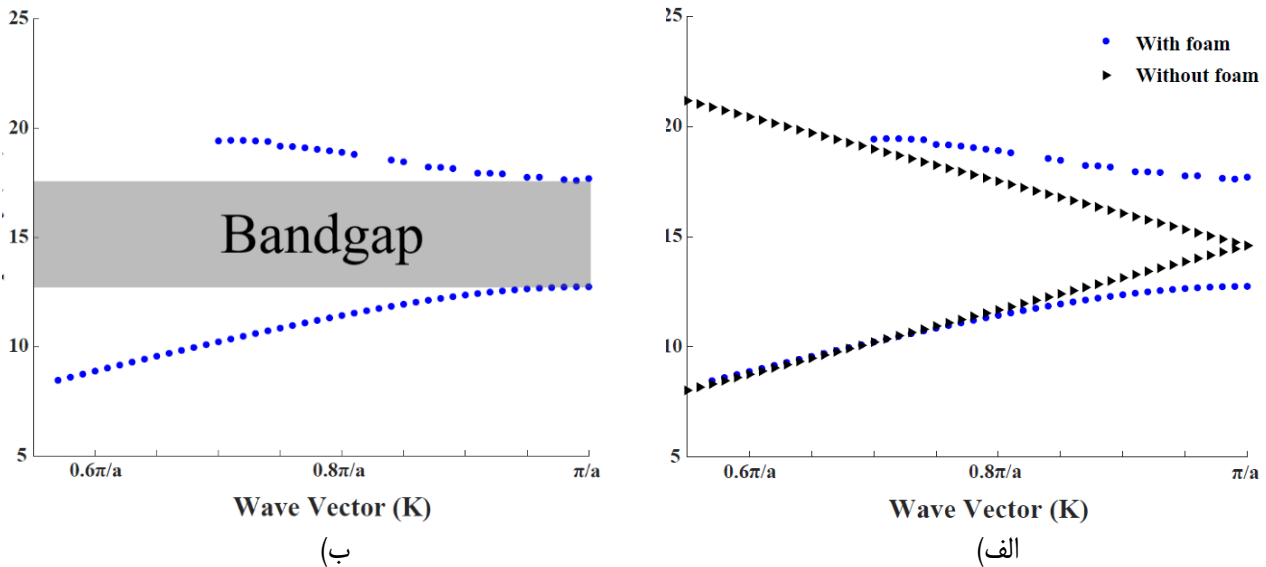 25
20
15
10
5
Bandgap
0.6π/a
0.8π/a
π/a
Wave Vector (K)
ب)
25
20
15
10
5
With foam
Without foam
0.6π/a
0.8π/a
π/a
Wave Vector (K)
الف)